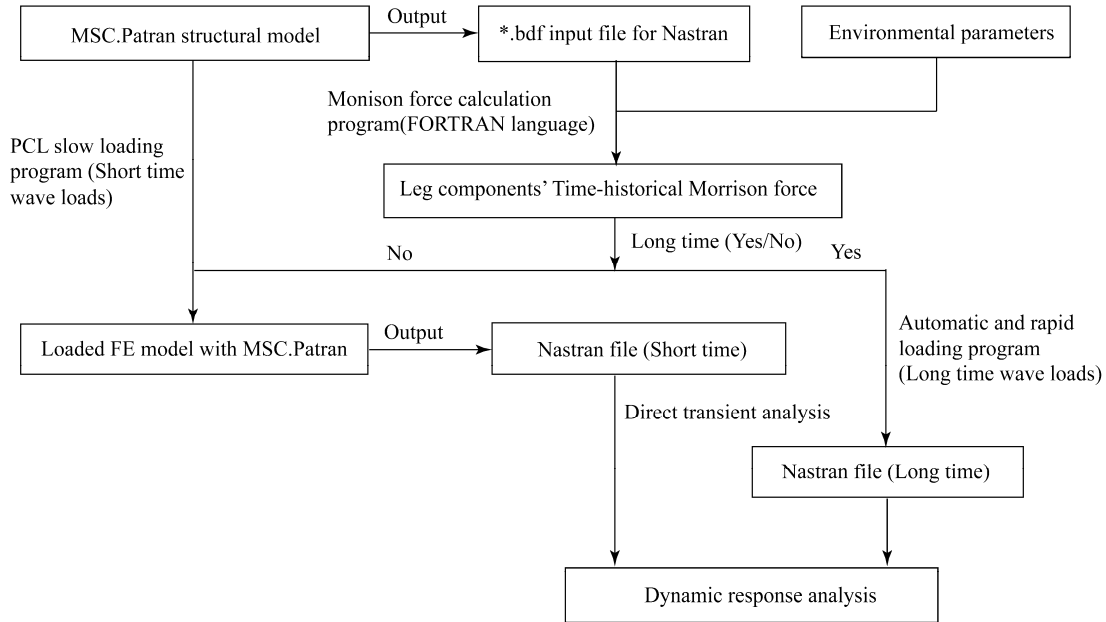 MSC.Patran structural model
Output
*.bdf input file for Nastran
Environmental parameters
Monison force calculation
program(FORTRAN language)
PCL slow loading
program (Short time
wave loads)
Leg components' Time-historical Morrison force
Long time (Yes/No)
No
Yes
Automatic and rapid
loading program
(Long time wave loads)
Loaded FE model with MSC.Patran
Output
Nastran file (Short time)
Direct transient analysis
Nastran file (Long time)
Dynamic response analysis